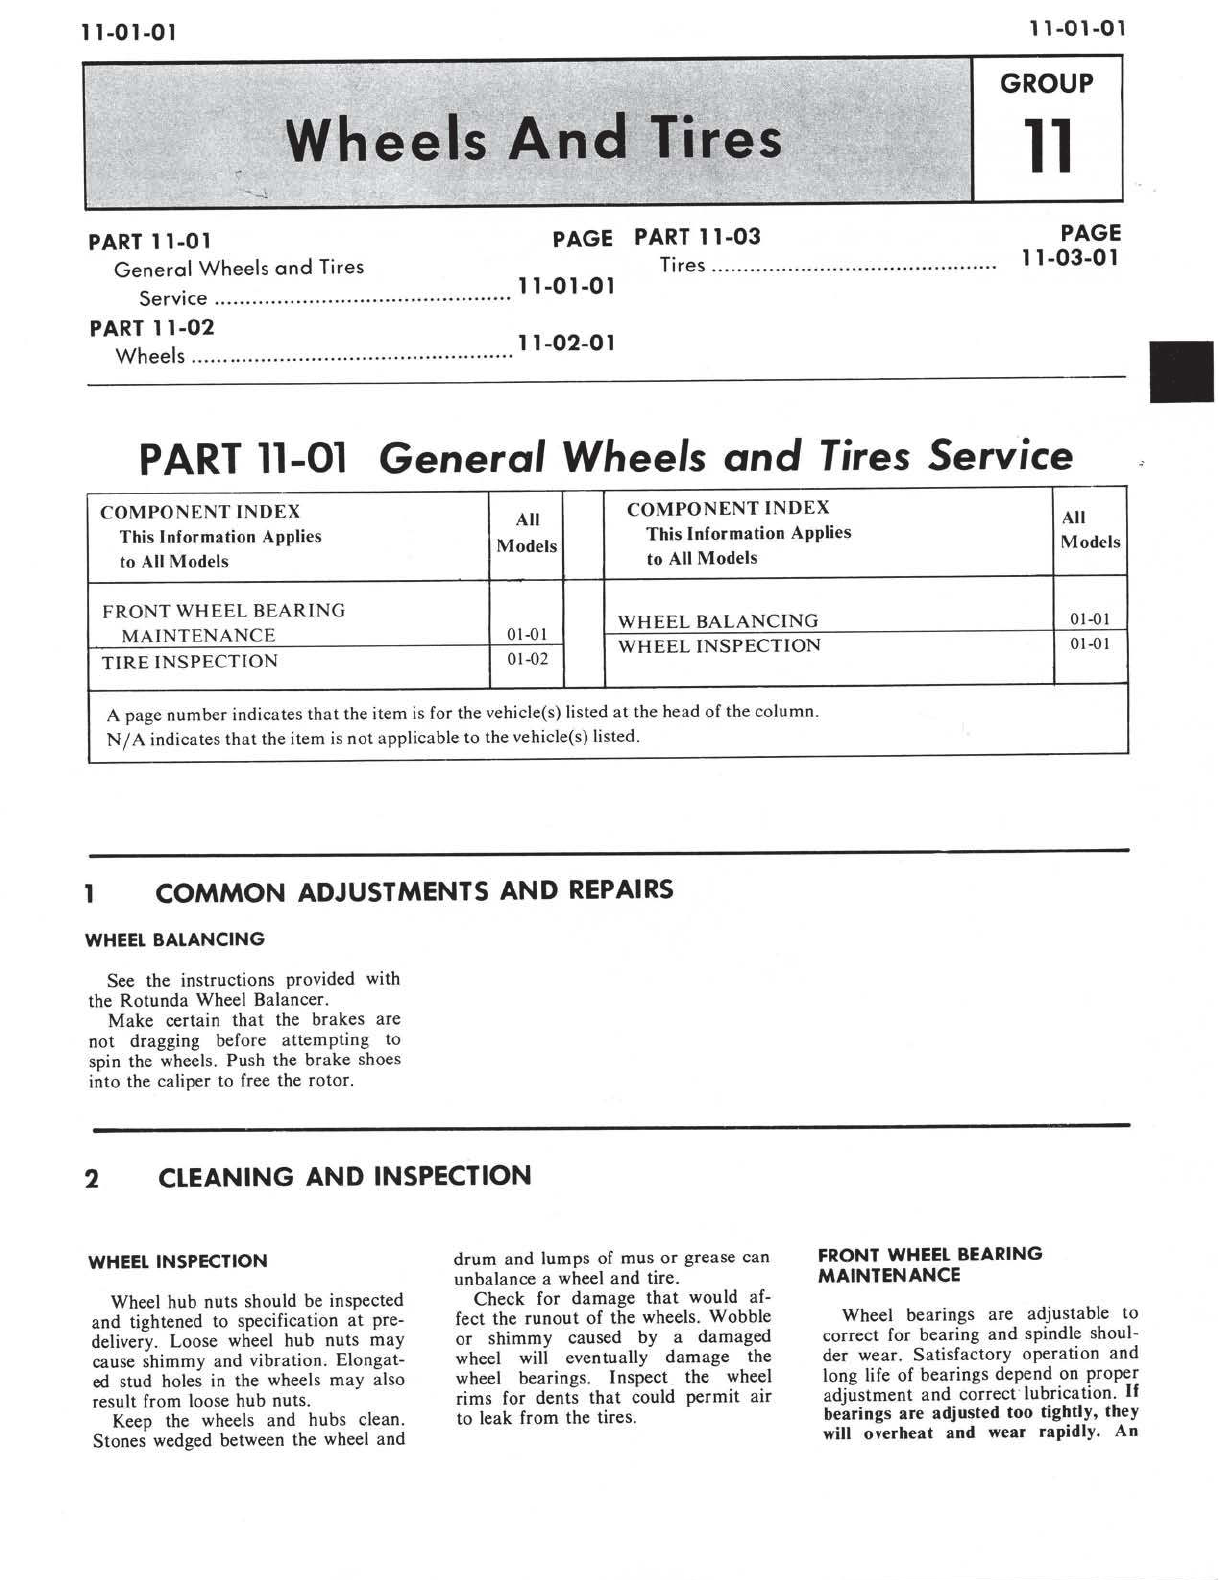 11-01-01
11-01-01
Wheels And Tires
GROUP
11
PART 11-01
PAGE
General Wheels and Tires
Service ................................................ 11-01-01
PART 11-02
Wheels .................................................... 11-02-01
PART 11-03
PAGE
Tires ............................................. 11-03-01
PART 11-01 General Wheels and Tires Service
COMPONENT INDEX
This Information Applies
to All Models
All
Models
COMPONENT INDEX
This Information Applies
to All Models
All
Models
FRONT WHEEL BEARING
MAINTENANCE 01-01
TIRE INSPECTION 01-02
WHEEL BALANCING 01-01
WHEEL INSPECTION 01-01
A page number indicates that the item is for the vehicle(s) listed at the head of the column.
N/A indicates that the item is not applicable to the vehicle(s) listed.
1 COMMON ADJUSTMENTS AND REPAIRS
WHEEL BALANCING
See the instructions provided with
the Rotunda Wheel Balancer.
Make certain that the brakes are
not dragging before attempting to
spin the wheels. Push the brake shoes
into the caliper to free the rotor.
2 CLEANING AND INSPECTION
WHEEL INSPECTION
Wheel hub nuts should be inspected
and tightened to specification at pre-
delivery. Loose wheel hub nuts may
cause shimmy and vibration. Elongat-
ed stud holes in the wheels may also
result from loose hub nuts.
Keep the wheels and hubs clean.
Stones wedged between the wheel and
drum and lumps of mus or grease can
unbalance a wheel and tire.
Check for damage that would af-
fect the runout of the wheels. Wobble
or shimmy caused by a damaged
wheel will eventually damage the
wheel bearings. Inspect the wheel
rims for dents that could permit air
to leak from the tires.
FRONT WHEEL BEARING
MAINTENANCE
Wheel bearings are adjustable to
correct for bearing and spindle shoul-
der wear. Satisfactory operation and
long life of bearings depend on proper
adjustment and correct lubrication. If
bearings are adjusted too tightly, they
will overheat and wear rapidly. An